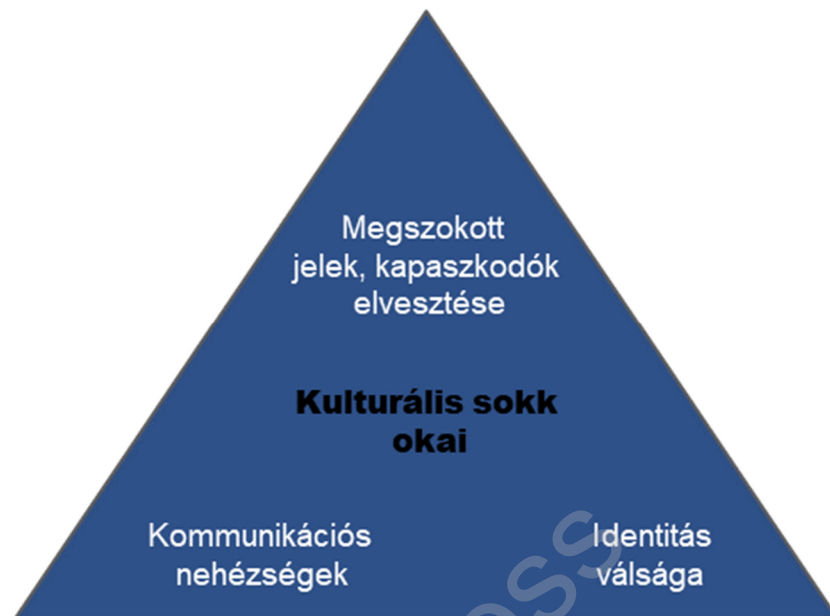 Megszokott
jelek, kapaszkodók
elvesztése
Kulturális sokk
okai
Kommunikációs
nehézségek
Identitás
válsága